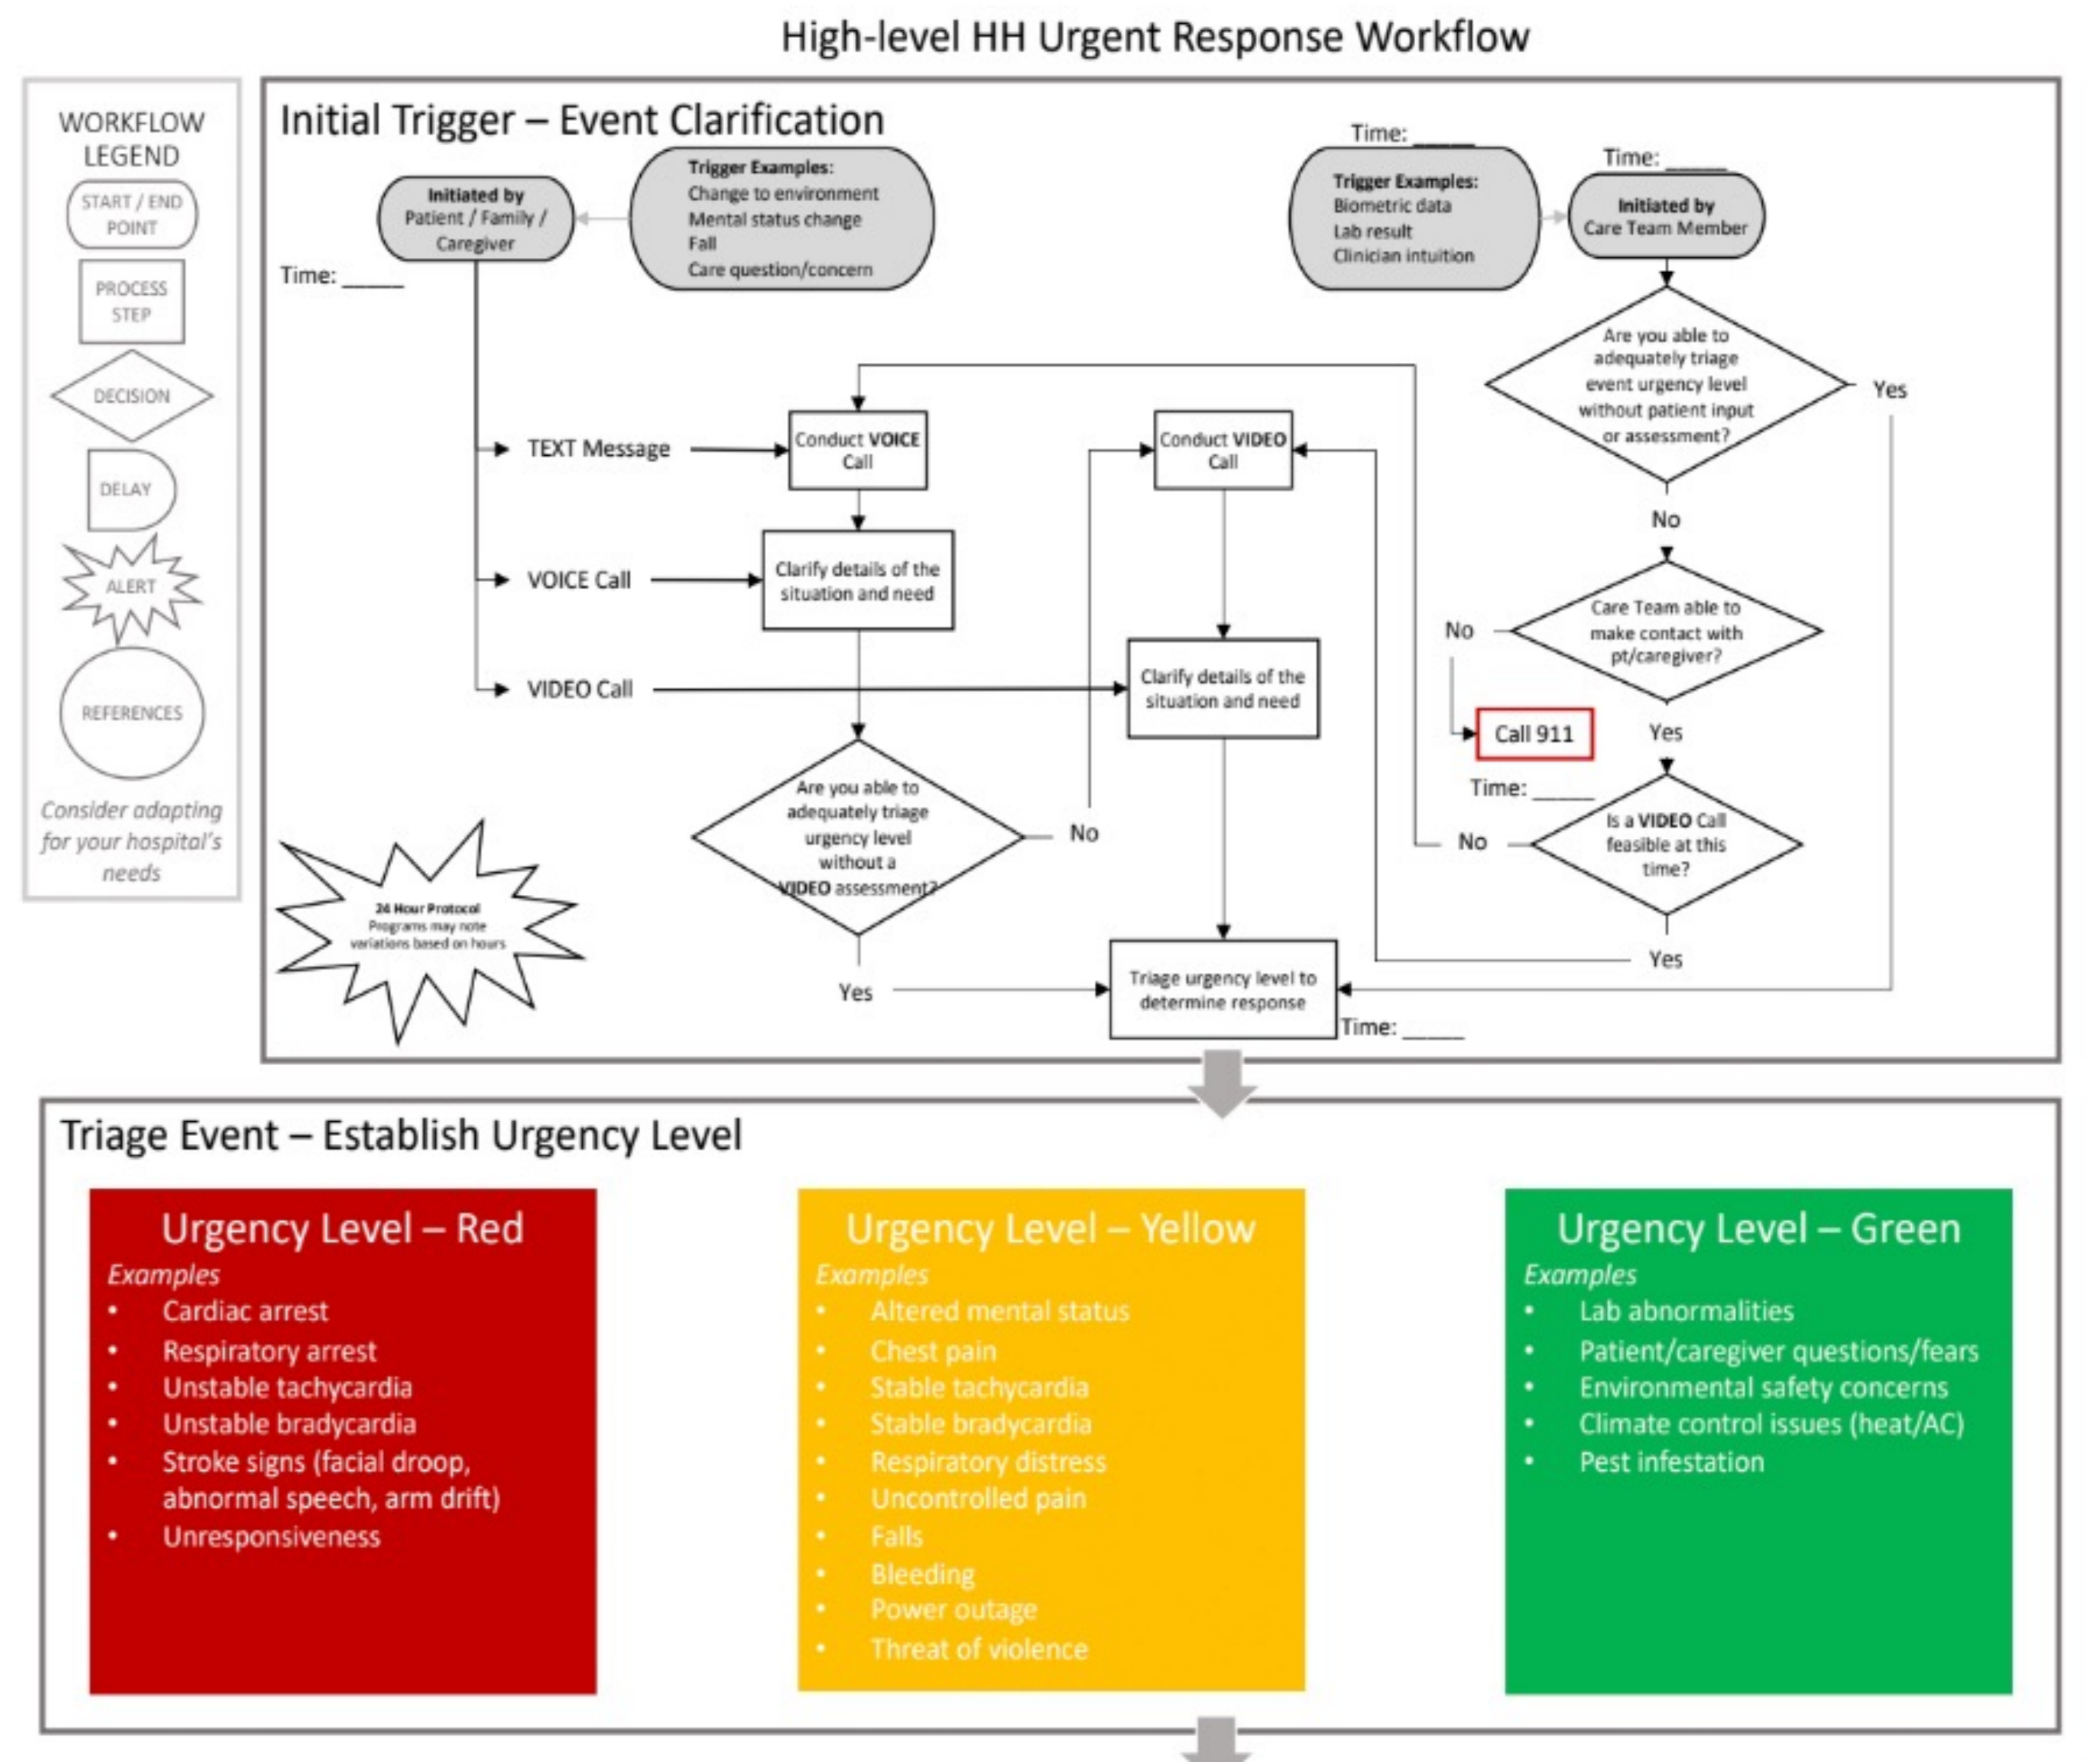 High-level HH Urgent Response Workflow
WORKFLOW
LEGEND
START / END
POINT
PROCESS
STEP
DECISION
DELAY
ALERT
REFERENCES
Consider adapting
for your hospital's
needs
Initial Trigger – Event Clarification
Initiated by
Patient / Family /
Caregiver
Time: _____
Trigger Examples:
Change to environment
Mental status change
Fall
Care question/concern
Time: _____
Trigger Examples:
Biometric data
Lab result
Clinician intuition
Time: _____
Initiated by
Care Team Member
Are you able to
adequately triage
event urgency level
without patient input
or assessment?
Yes
No
TEXT Message
Conduct VOICE
Call
Conduct VIDEO
Call
VOICE Call
Clarify details of the
situation and need
VIDEO Call
Clarify details of the
situation and need
Care Team able to
make contact with
pt/caregiver?
No
Call 911
Time: _____
Yes
Is a VIDEO Call
feasible at this
time?
No
Yes
Are you able to
adequately triage
urgency level
without a
VIDEO assessment?
No
Yes
24 Hour Protocol
Programs may note
variations based on hours
Triage urgency level to
determine response
Time: _____
Triage Event – Establish Urgency Level
Urgency Level – Red
Examples
• Cardiac arrest
• Respiratory arrest
• Unstable tachycardia
• Unstable bradycardia
• Stroke signs (facial droop,
abnormal speech, arm drift)
• Unresponsiveness
Urgency Level – Yellow
Examples
• Altered mental status
• Chest pain
• Stable tachycardia
• Stable bradycardia
• Respiratory distress
• Uncontrolled pain
• Falls
• Bleeding
• Power outage
• Threat of violence
Urgency Level – Green
Examples
• Lab abnormalities
• Patient/caregiver questions/fears
• Environmental safety concerns
• Climate control issues (heat/AC)
• Pest infestation